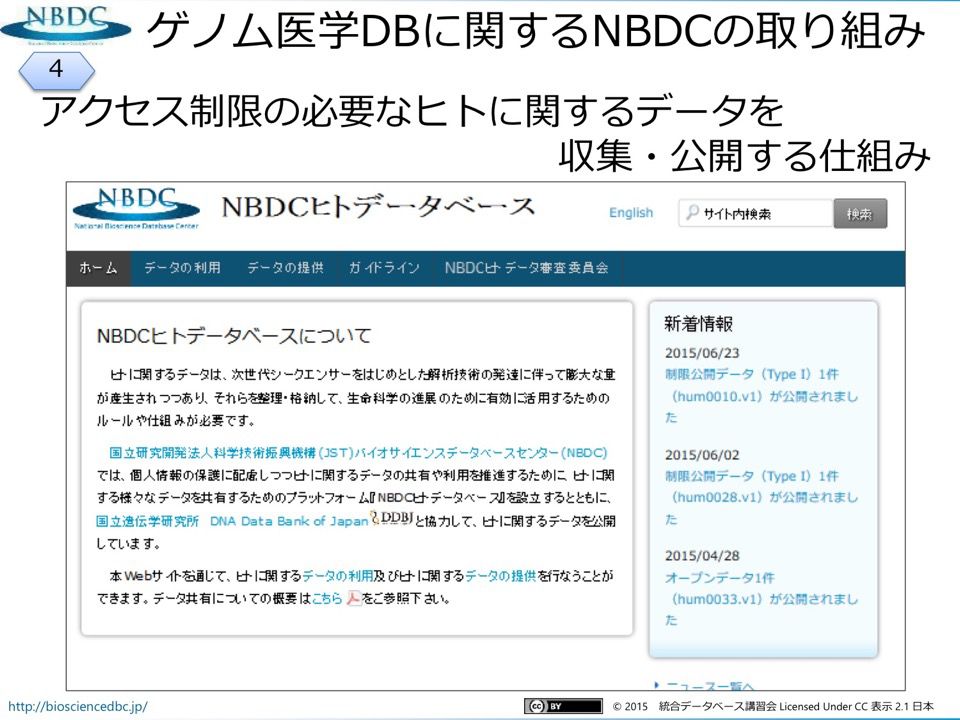 NBDC
National Bioscience Database Center
ゲノム医学DBに関するNBDCの取り組み
4
アクセス制限の必要なヒトに関するデータを
収集・公開する仕組み
NBDC
National Bioscience Database Center
NBDCヒトデータベース
English
サイト内検索
検索
ホーム
データの利用
データの提供
ガイドライン
NBDCヒトデータ審査委員会
NBDCヒトデータベースについて
ヒトに関するデータは、次世代シークエンサーをはじめとした解析技術の発達に伴って膨大な量
が産生されつつあり、それらを整理・格納して、生命科学の進展のために有効に活用するための
ルールや仕組みが必要です。
国立研究開発法人科学技術振興機構(JST)バイオサイエンスデータベースセンター(NBDC)
では、個人情報の保護に配慮しつつヒトに関するデータの共有や利用を推進するために、ヒトに関
する様々なデータを共有するためのプラットフォーム『NBDCヒトデータベース』を設立するとともに、
国立遺伝学研究所 DNA Data Bank of Japan DDBJ と協力して、ヒトに関するデータを公開
しています。
本Webサイトを通じて、ヒトに関するデータの利用及びヒトに関するデータの提供を行なうことが
できます。データ共有についての概要はこちら をご参照下さい。
新着情報
2015/06/23
制限公開データ（Type I）1件
（hum0010.v1）が公開されまし
た
2015/06/02
制限公開データ（Type I）1件
（hum0028.v1）が公開されまし
た
2015/04/28
オープンデータ1件
（hum0033.v1）が公開されまし
た
ニュース一覧へ
http://biosciencedbc.jp/
cc BY
© 2015 統合データベース講習会 Licensed Under CC 表示 2.1 日本